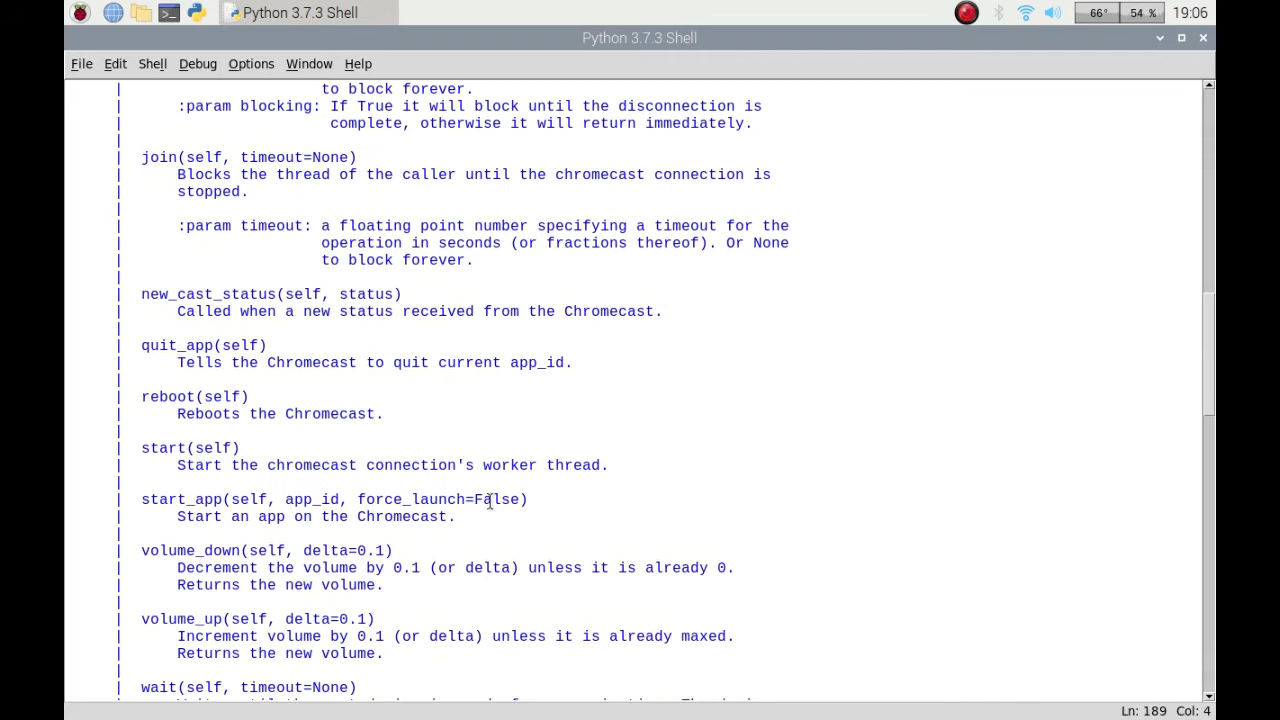 Python 3.7.3 Shell
66° 54 % 19:06
Python 3.7.3 Shell
File Edit Shell Debug Options Window Help
| to block forever.
| :param blocking: If True it will block until the disconnection is
| complete, otherwise it will return immediately.
|
| join(self, timeout=None)
| Blocks the thread of the caller until the chromecast connection is
| stopped.
|
| :param timeout: a floating point number specifying a timeout for the
| operation in seconds (or fractions thereof). Or None
| to block forever.
|
| new_cast_status(self, status)
| Called when a new status received from the Chromecast.
|
| quit_app(self)
| Tells the Chromecast to quit current app_id.
|
| reboot(self)
| Reboots the Chromecast.
|
| start(self)
| Start the chromecast connection's worker thread.
|
| start_app(self, app_id, force_launch=False)
| Start an app on the Chromecast.
|
| volume_down(self, delta=0.1)
| Decrement the volume by 0.1 (or delta) unless it is already 0.
| Returns the new volume.
|
| volume_up(self, delta=0.1)
| Increment volume by 0.1 (or delta) unless it is already maxed.
| Returns the new volume.
|
| wait(self, timeout=None)
Ln: 189 Col: 4